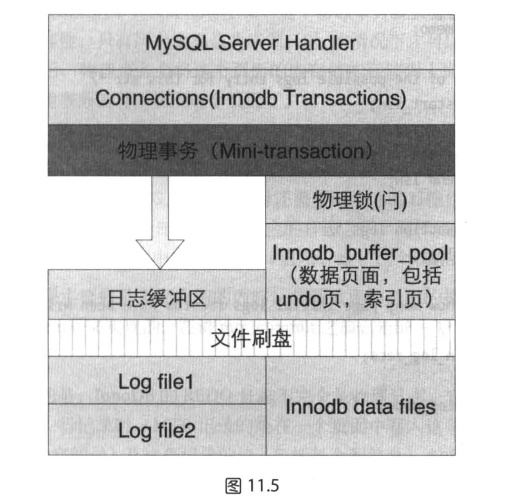 MySQL Server Handler
Connections(Innodb Transactions)
物理事务（Mini-transaction）
物理锁(闩)
Innodb_buffer_pool
（数据页面，包括
undo页，索引页）
日志缓冲区
文件刷盘
Log file1
Innodb data files
Log file2
图 11.5